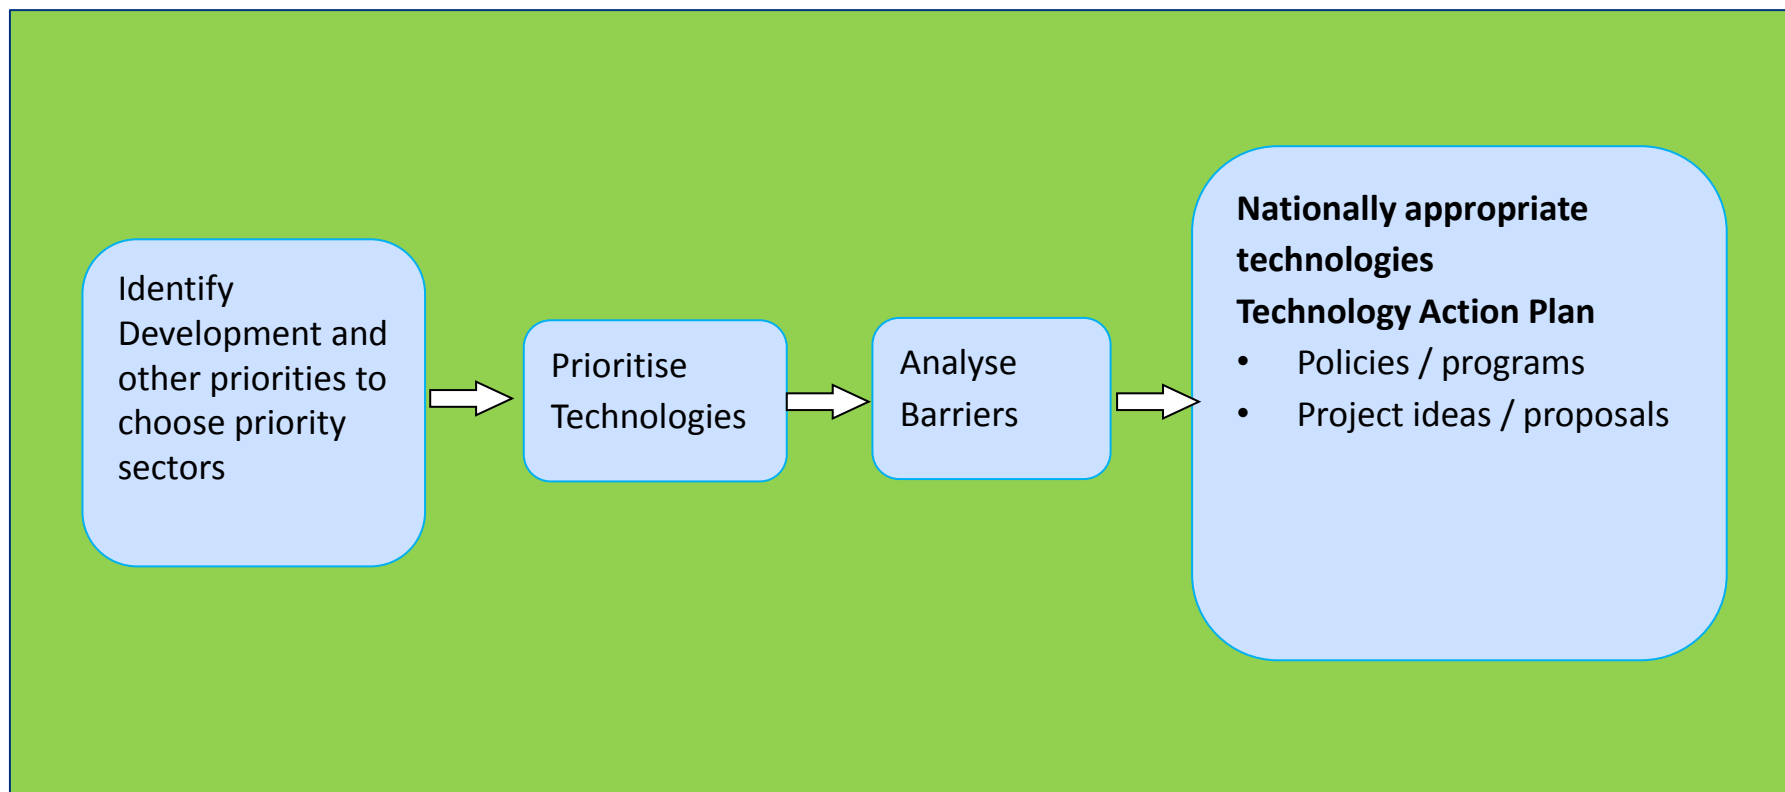 Identify
Development and
other priorities to
choose priority
sectors
Prioritise
Technologies
Analyse
Barriers
Nationally appropriate
technologies
Technology Action Plan
• Policies / programs
• Project ideas / proposals